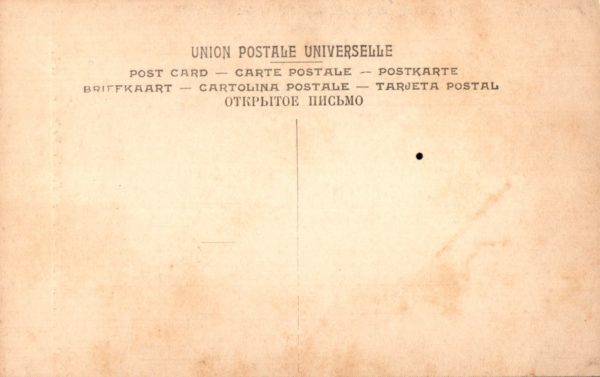 UNION POSTALE UNIVERSELLE
POST CARD — CARTE POSTALE — POSTKARTE
BRIEFKAART — CARTOLINA POSTALE — TARJETA POSTAL
ОТКРЫТОЕ ПИСЬМО